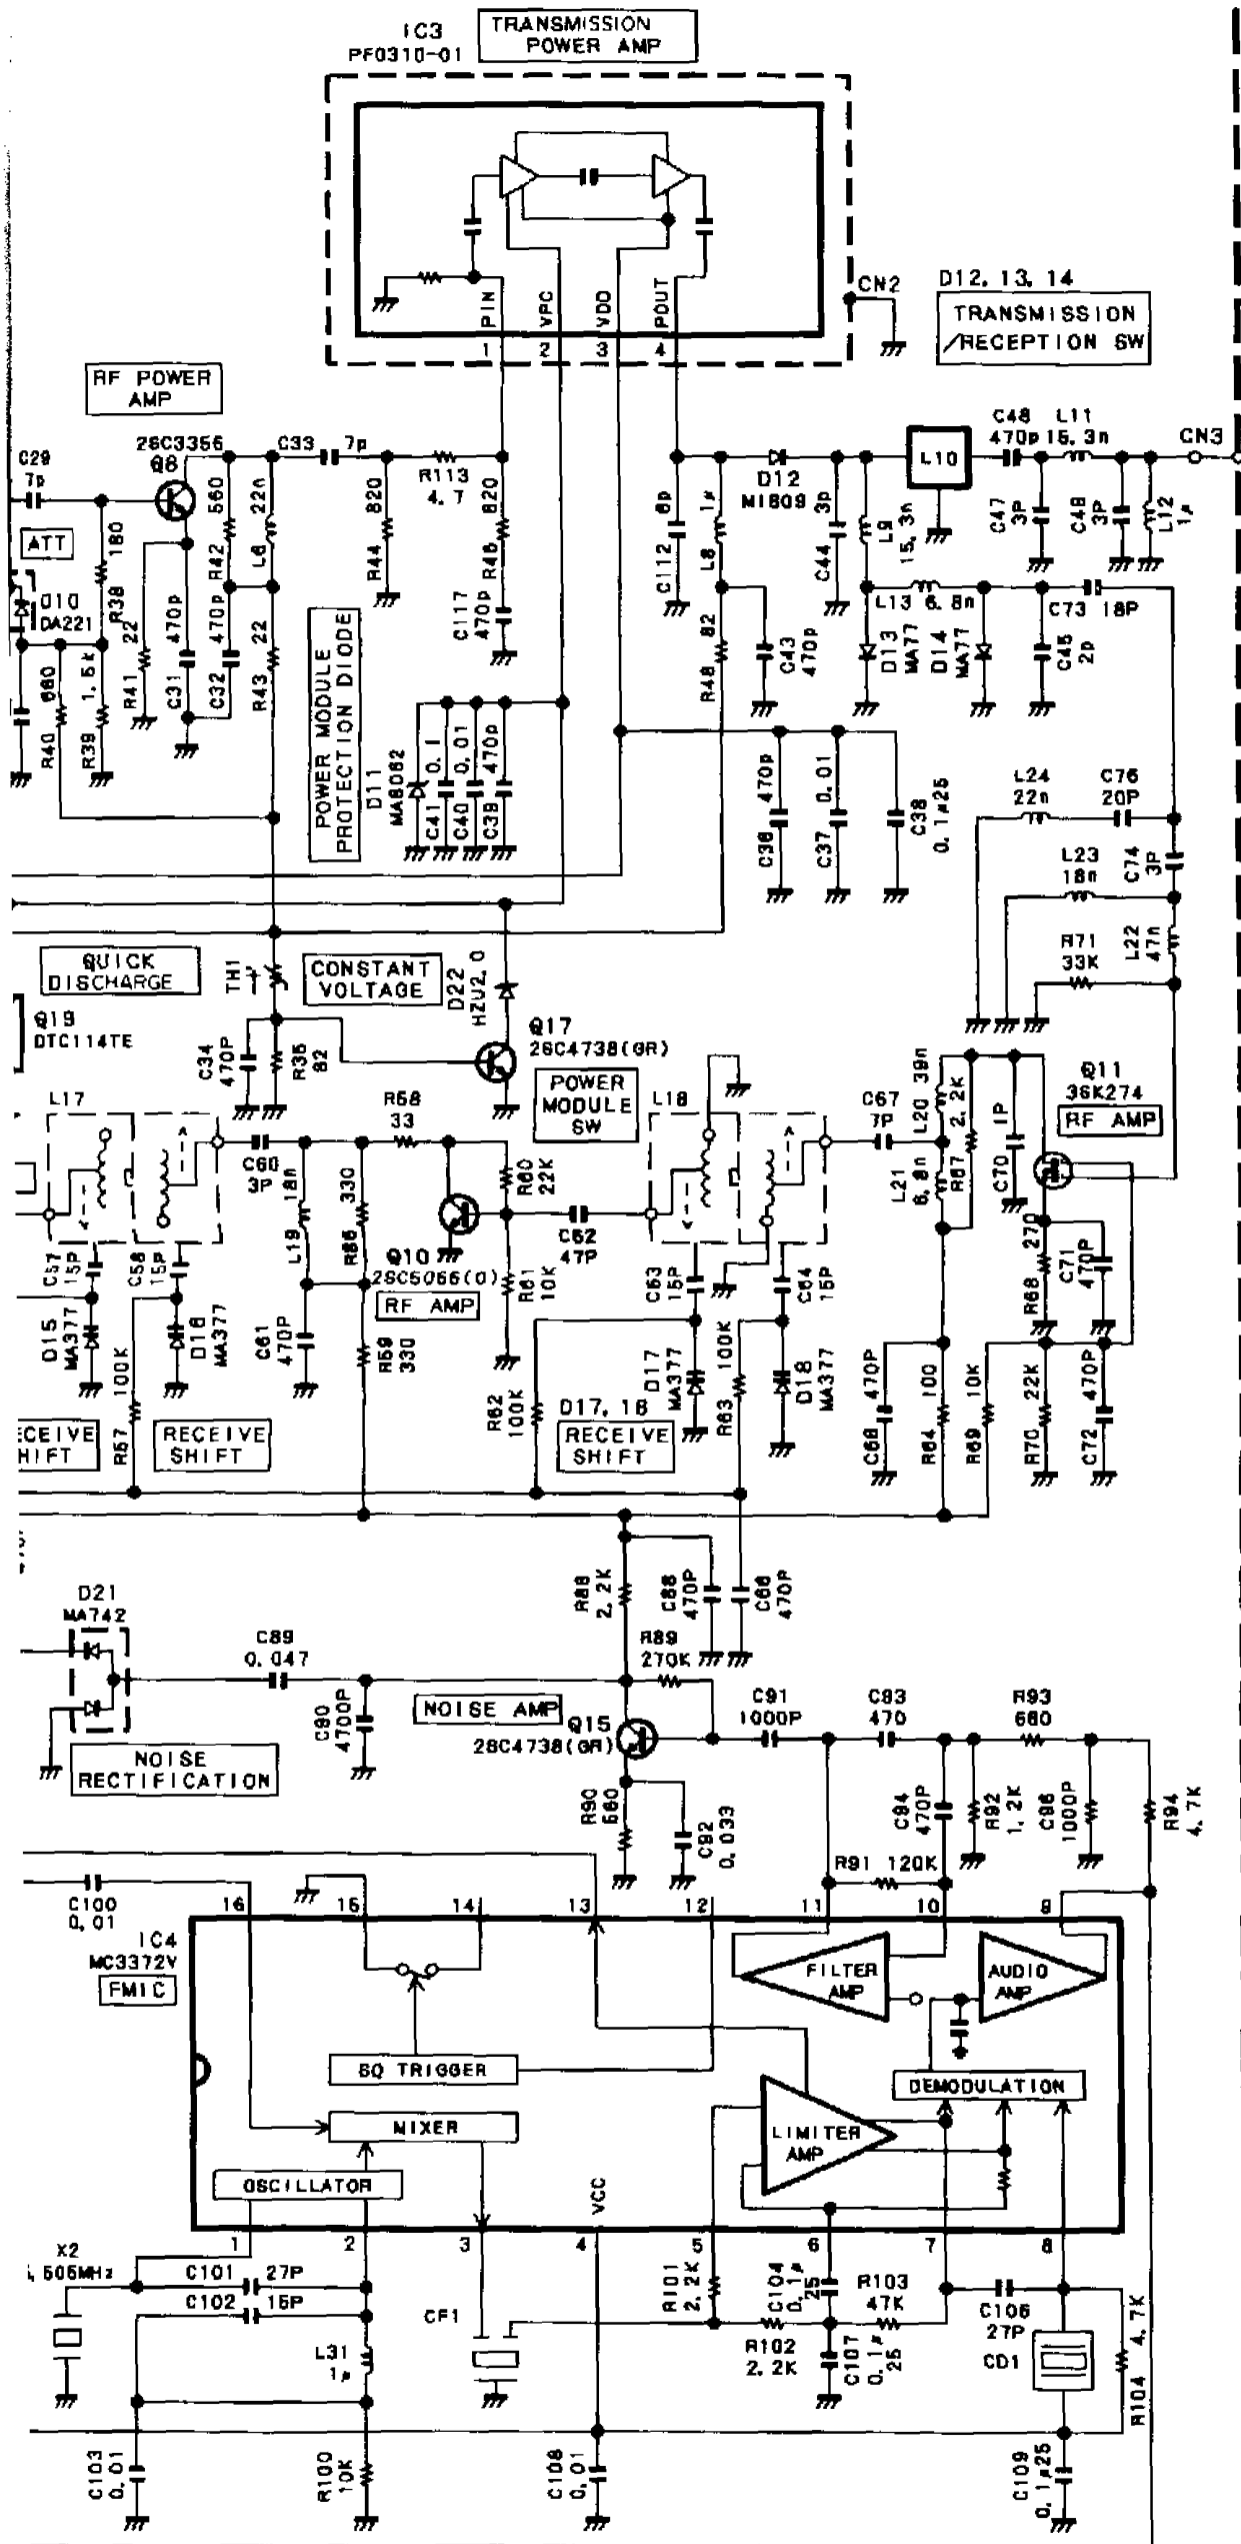 IC3
PF0310-01
TRANSMISSION
POWER AMP
PIN
VPC
VDD
POUT
1
2
3
4
CN2
D12, 13, 14
TRANSMISSION
/RECEPTION SW
RF POWER
AMP
2SC3356
Q8
C29
7p
ATT
D10
DA221
R38
180
R42
560
L6
22n
C33
7p
R44
820
R113
4.7
R46
820
C117
470p
R40
680
R39
1.5k
R41
22
C31
470p
C32
470p
R43
22
POWER MODULE
PROTECTION DIODE
D11
MA8062
C41
0.1
C40
0.01
C39
470p
C112
6p
L8
1μ
D12
MI809
C44
3p
L9
15.3n
L10
C48
470p
L11
15.3n
CN3
C47
3P
C49
3P
L12
1μ
L13
6.8n
R48
82
C43
470p
D13
MA77
D14
MA77
C45
2p
C73
18P
C36
470p
C37
0.01
C38
0.1μ25
L24
22n
C76
20P
L23
18n
C74
3P
L22
47n
R71
33K
QUICK
DISCHARGE
TH1
CONSTANT
VOLTAGE
D22
HZU2.0
Q19
DTC114TE
C34
470P
R35
82
Q17
2SC4738(GR)
POWER
MODULE
SW
L17
C60
3P
L19
18n
R65
330
R58
33
R60
22K
L18
C67
7P
L20
39n
R67
2.2K
L21
6.8n
C70
1P
Q11
3SK274
RF AMP
C57
15P
C58
15P
D15
MA377
D16
MA377
R57
100K
C61
470P
R59
330
Q10
2SC5066(O)
RF AMP
C62
47P
R61
10K
C63
15P
C64
15P
D17
MA377
D18
MA377
R62
100K
R63
100K
R68
270
C71
470P
C68
470P
R64
100
R69
10K
R70
22K
C72
470P
ECEIVE
HIFT
RECEIVE
SHIFT
D17, 18
RECEIVE
SHIFT
D21
MA742
NOISE
RECTIFICATION
C89
0.047
C90
4700P
R88
2.2K
C88
470P
C66
470P
R89
270K
NOISE AMP
Q15
2SC4738(GR)
R90
560
C92
0.033
C91
1000P
C93
470
R93
680
C94
470P
R92
1.2K
C96
1000P
R94
4.7K
R91
120K
C100
0.01
16
15
14
13
12
11
10
9
IC4
MC3372V
FMIC
FILTER
AMP
AUDIO
AMP
SQ TRIGGER
DEMODULATION
MIXER
LIMITER
AMP
OSCILLATOR
VCC
1
2
3
4
5
6
7
8
X2
.506MHz
C101
27P
C102
15P
L31
1μ
CF1
R101
2.2K
C104
0.1μ
25
R103
47K
R102
2.2K
C107
0.1μ
25
C106
27P
CD1
R104
4.7K
C103
0.01
R100
10K
C108
0.01
C109
0.1μ25